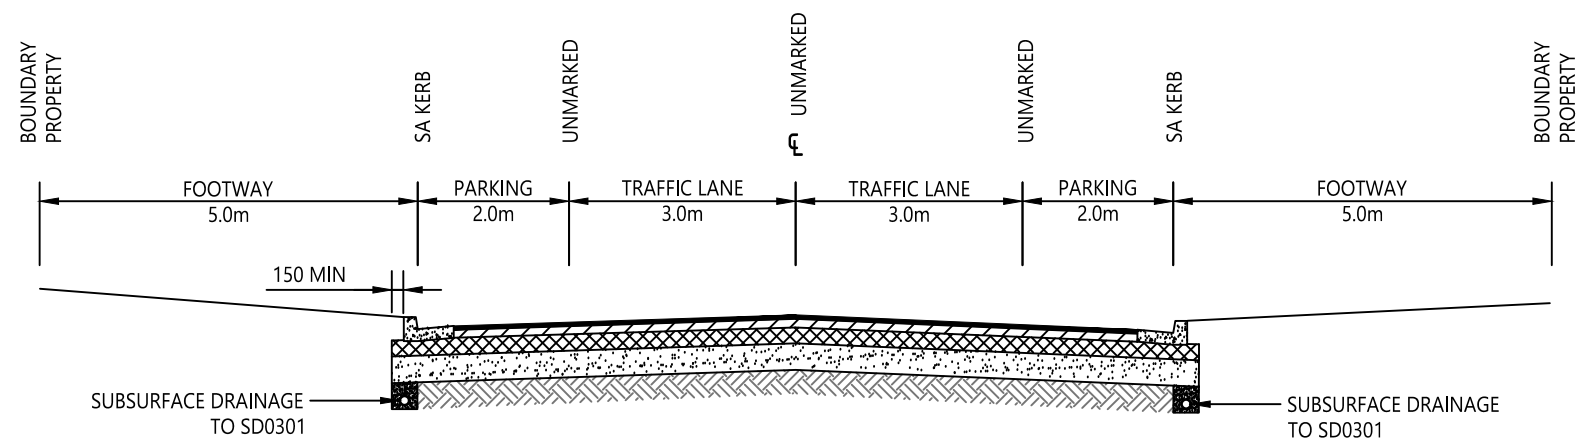 BOUNDARY
PROPERTY
SA KERB
UNMARKED
UNMARKED
℄
UNMARKED
SA KERB
BOUNDARY
PROPERTY
FOOTWAY
5.0m
PARKING
2.0m
TRAFFIC LANE
3.0m
TRAFFIC LANE
3.0m
PARKING
2.0m
FOOTWAY
5.0m
150 MIN
SUBSURFACE DRAINAGE
TO SD0301
SUBSURFACE DRAINAGE
TO SD0301